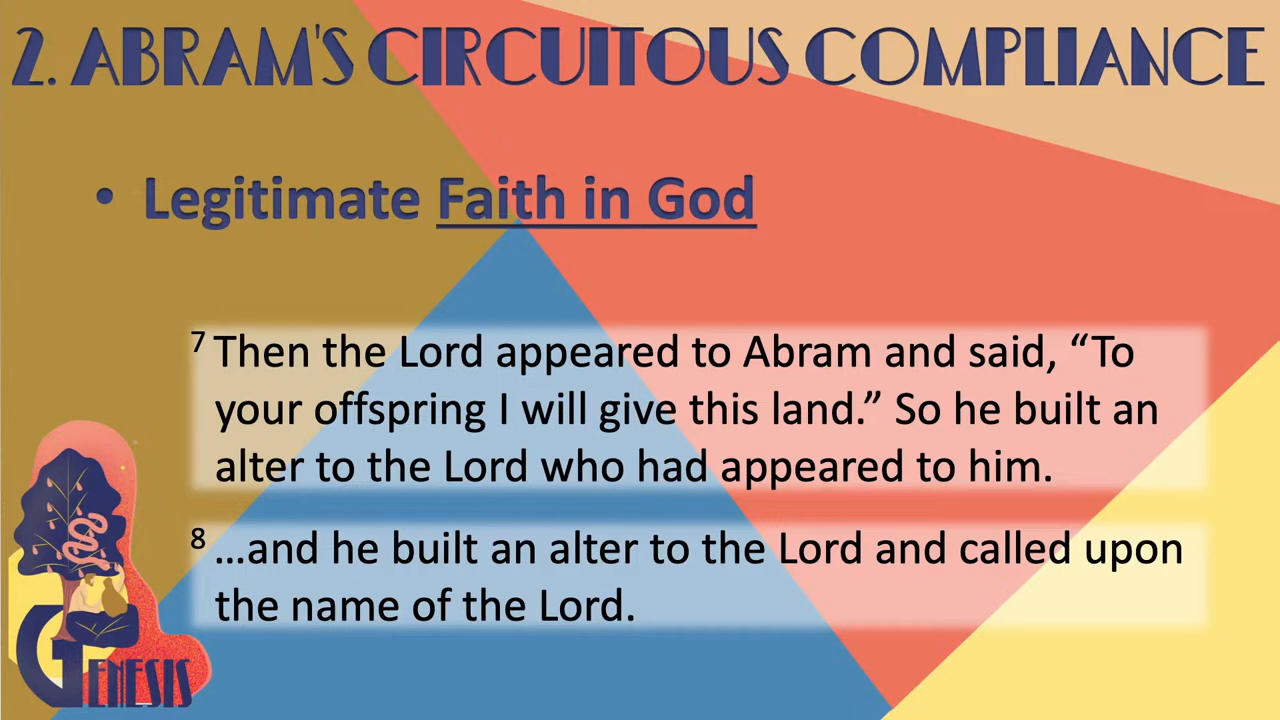 2. ABRAM'S CIRCUITOUS COMPLIANCE
• Legitimate Faith in God
7 Then the Lord appeared to Abram and said, “To
your offspring I will give this land.” So he built an
alter to the Lord who had appeared to him.
8 …and he built an alter to the Lord and called upon
the name of the Lord.
GENESIS